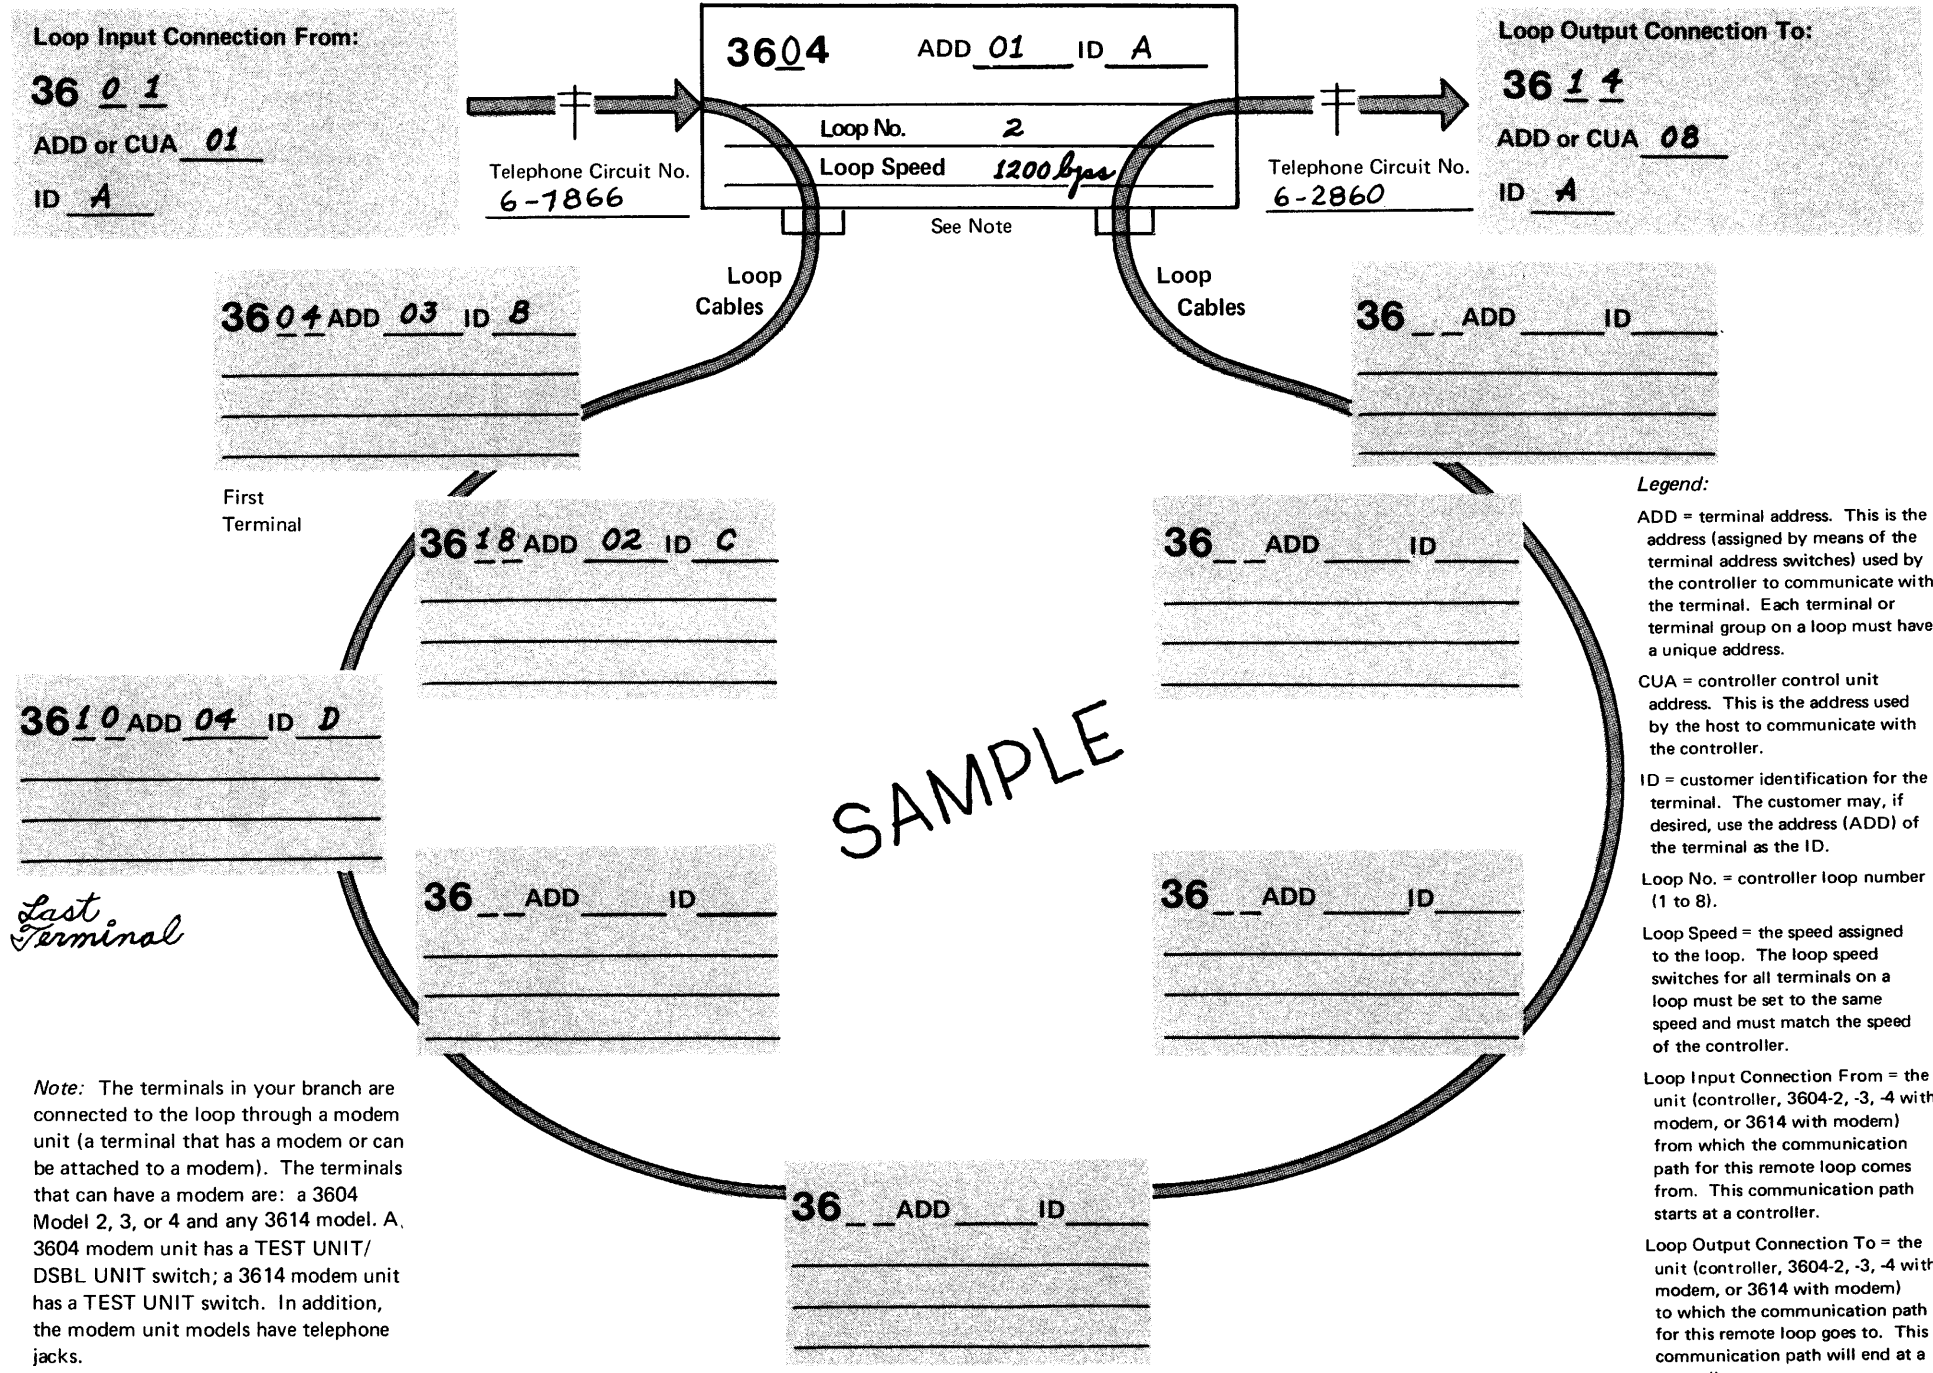 Loop Input Connection From:
36 0 1
ADD or CUA 01
ID A
Telephone Circuit No.
6-7866
3604 ADD 01 ID A
Loop No. 2
Loop Speed 1200 bps
See Note
Telephone Circuit No.
6-2860
Loop Output Connection To:
36 1 4
ADD or CUA 08
ID A
Loop
Cables
Loop
Cables
36 0 4 ADD 03 ID B
First
Terminal
36 1 8 ADD 02 ID C
36 1 0 ADD 04 ID D
Last
Terminal
36 _ _ ADD ID
36 _ _ ADD ID
36 _ _ ADD ID
36 _ _ ADD ID
36 _ _ ADD ID
SAMPLE
Note: The terminals in your branch are
connected to the loop through a modem
unit (a terminal that has a modem or can
be attached to a modem). The terminals
that can have a modem are: a 3604
Model 2, 3, or 4 and any 3614 model. A
3604 modem unit has a TEST UNIT/
DSBL UNIT switch; a 3614 modem unit
has a TEST UNIT switch. In addition,
the modem unit models have telephone
jacks.
Legend:
ADD = terminal address. This is the
address (assigned by means of the
terminal address switches) used by
the controller to communicate with
the terminal. Each terminal or
terminal group on a loop must have
a unique address.
CUA = controller control unit
address. This is the address used
by the host to communicate with
the controller.
ID = customer identification for the
terminal. The customer may, if
desired, use the address (ADD) of
the terminal as the ID.
Loop No. = controller loop number
(1 to 8).
Loop Speed = the speed assigned
to the loop. The loop speed
switches for all terminals on a
loop must be set to the same
speed and must match the speed
of the controller.
Loop Input Connection From = the
unit (controller, 3604-2, -3, -4 with
modem, or 3614 with modem)
from which the communication
path for this remote loop comes
from. This communication path
starts at a controller.
Loop Output Connection To = the
unit (controller, 3604-2, -3, -4 with
modem, or 3614 with modem)
to which the communication path
for this remote loop goes to. This
communication path will end at a